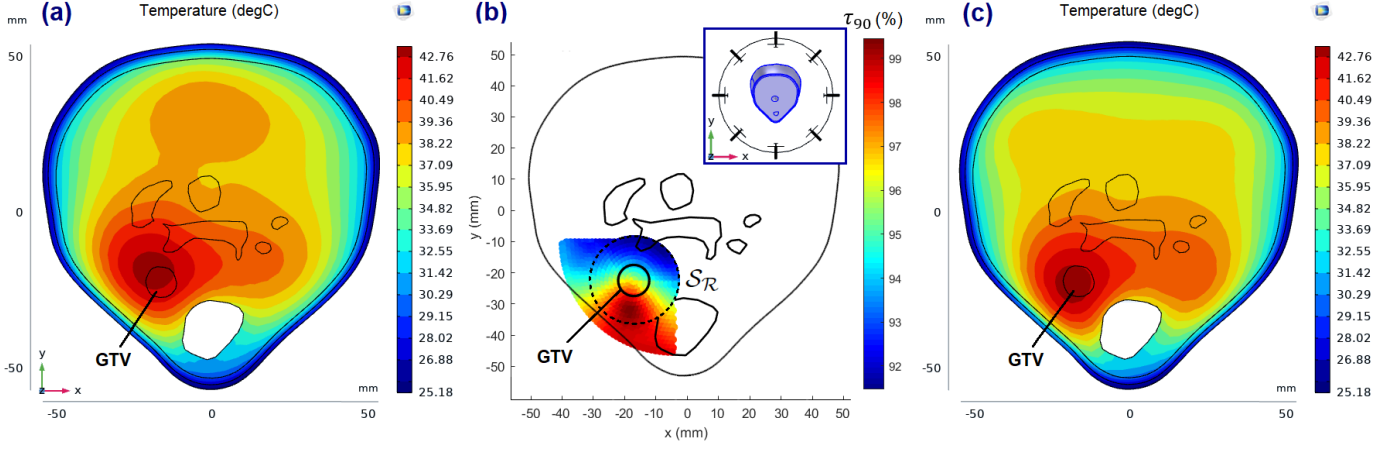 (a)
Temperature (degC)
mm
50
0
-50
y
z
x
GTV
mm
-50
0
50
42.76
41.62
40.49
39.36
38.22
37.09
35.95
34.82
33.69
32.55
31.42
30.29
29.15
28.02
26.88
25.18
(b)
τ90 (%)
50
40
30
20
10
0
-10
-20
-30
-40
-50
y (mm)
y
z
x
S_R
GTV
-50
-40
-30
-20
-10
0
10
20
30
40
50
x (mm)
99
98
97
96
95
94
93
92
(c)
Temperature (degC)
mm
50
0
-50
y
z
x
GTV
mm
-50
0
50
42.76
41.62
40.49
39.36
38.22
37.09
35.95
34.82
33.69
32.55
31.42
30.29
29.15
28.02
26.88
25.18